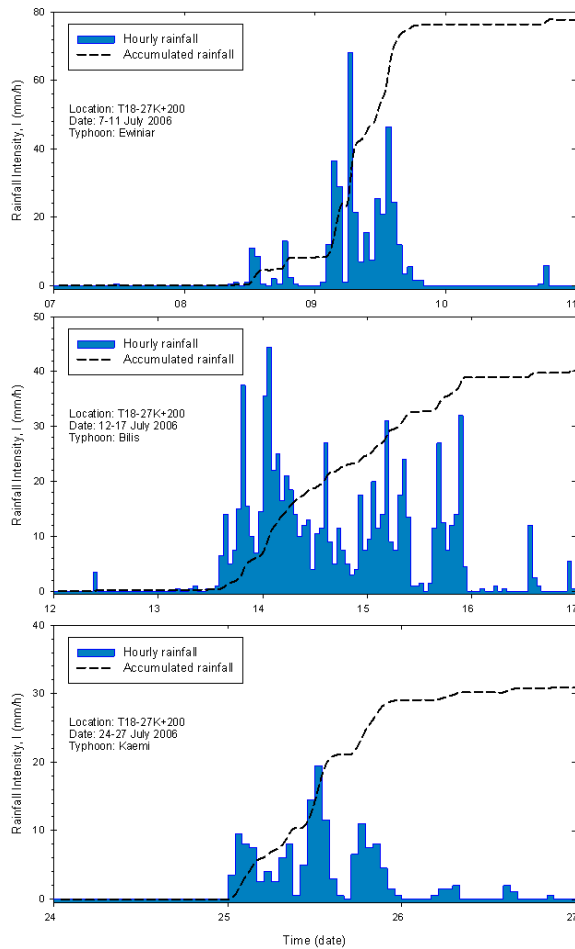 80
60
40
20
0
Rainfall Intensity, I (mm/h)
Hourly rainfall
Accumulated rainfall
Location: T18-27K+200
Date: 7-11 July 2006
Typhoon: Ewiniar
07 08 09 10 11
50
40
30
20
10
0
Rainfall Intensity, I (mm/h)
Hourly rainfall
Accumulated rainfall
Location: T18-27K+200
Date: 12-17 July 2006
Typhoon: Bilis
12 13 14 15 16 17
40
30
20
10
0
Rainfall Intensity, I (mm/h)
Hourly rainfall
Accumulated rainfall
Location: T18-27K+200
Date: 24-27 July 2006
Typhoon: Kaemi
24 25 26 27
Time (date)